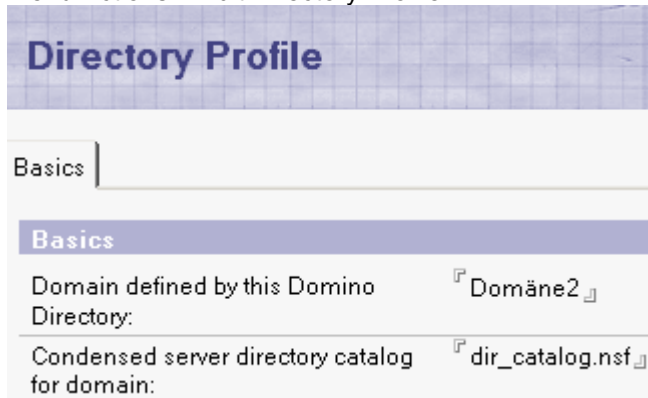 Directory Profile
Basics
Basics
Domain defined by this Domino
Directory:
Domäne2
Condensed server directory catalog
for domain:
dir_catalog.nsf